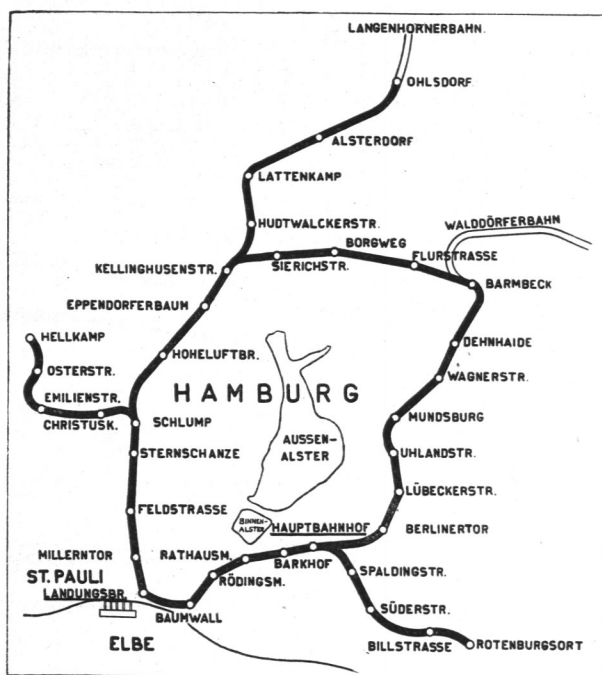 LANGENHORNERBAHN.
OHLSDORF
ALSTERDORF
LATTENKAMP
HUDTWALCKERSTR.
WALDDÖRFERBAHN
BORGWEG
FLURSTRASSE
SIERICHSTR.
KELLINGHUSENSTR.
BARMBECK
EPPENDORFERBAUM
HELLKAMP
DEHNHAIDE
HOHELUFTBR.
OSTERSTR.
WAGNERSTR.
HAMBURG
EMILIENSTR.
CHRISTUSK.
SCHLUMP
MUNDSBURG
AUSSEN-
ALSTER
STERNSCHANZE
UHLANDSTR.
LÜBECKERSTR.
FELDSTRASSE
BINNEN-
ALSTER
HAUPTBAHNHOF
BERLINERTOR
MILLERNTOR
RATHAUSM.
BARKHOF
SPALDINGSTR.
ST. PAULI
RÖDINGSM.
LANDUNGSBR.
BAUMWALL
SÜDERSTR.
ELBE
BILLSTRASSE
ROTENBURGSORT